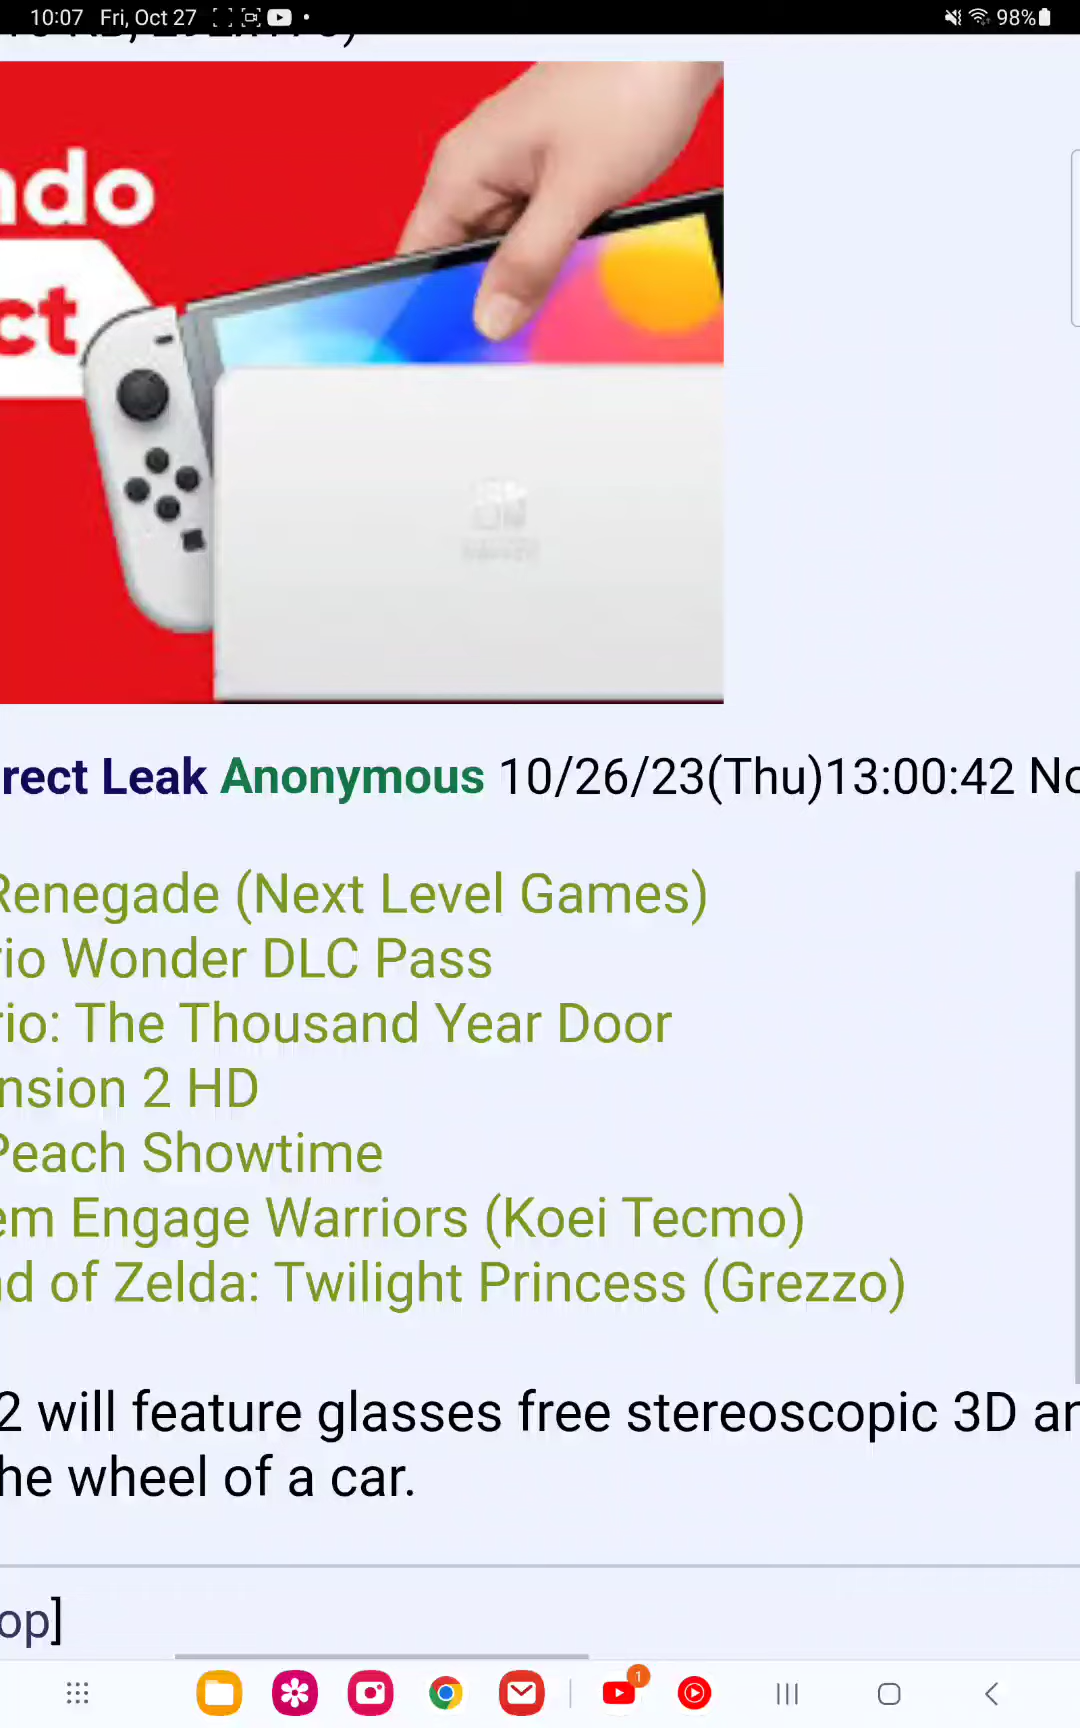 10:07 Fri, Oct 27 98%
ndo
ct
rect Leak Anonymous 10/26/23(Thu)13:00:42 No
Renegade (Next Level Games)
rio Wonder DLC Pass
rio: The Thousand Year Door
nsion 2 HD
Peach Showtime
em Engage Warriors (Koei Tecmo)
nd of Zelda: Twilight Princess (Grezzo)
2 will feature glasses free stereoscopic 3D an
he wheel of a car.
op]
1